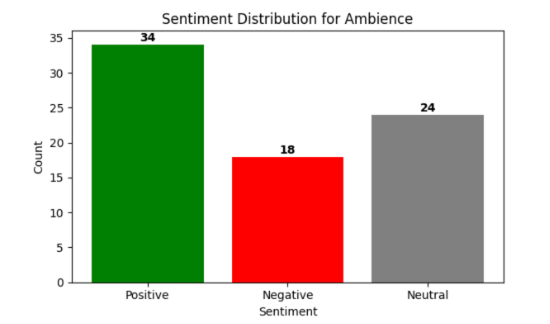 Sentiment Distribution for Ambience
35
30
25
20
15
10
5
0
Count
34
18
24
Positive Negative Neutral
Sentiment